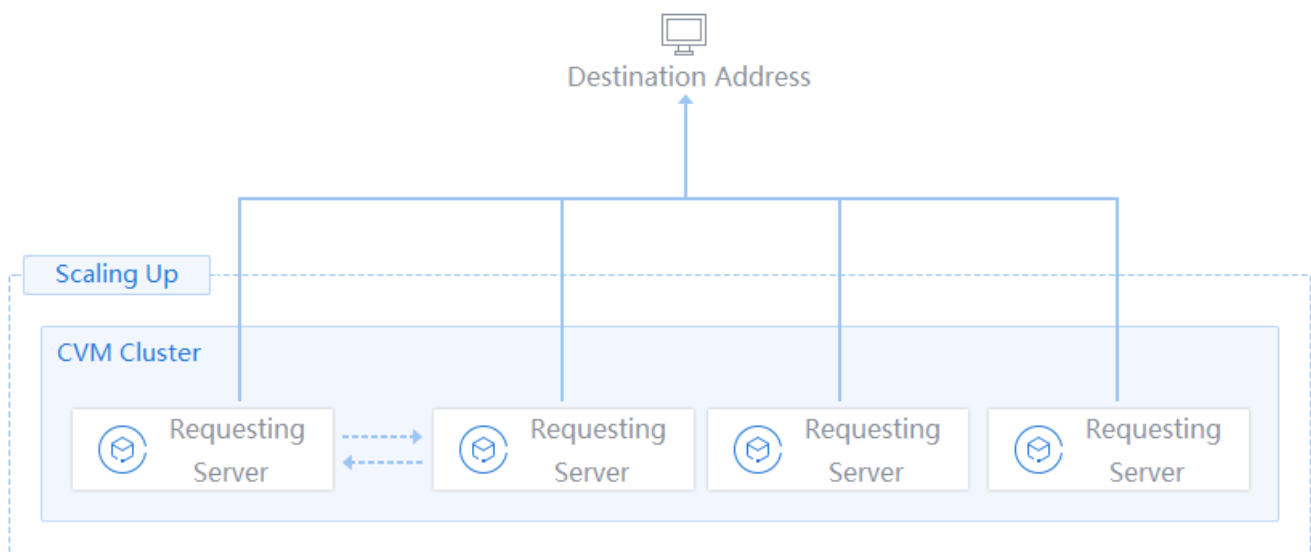 Destination Address
Scaling Up
CVM Cluster
Requesting
Server
Requesting
Server
Requesting
Server
Requesting
Server